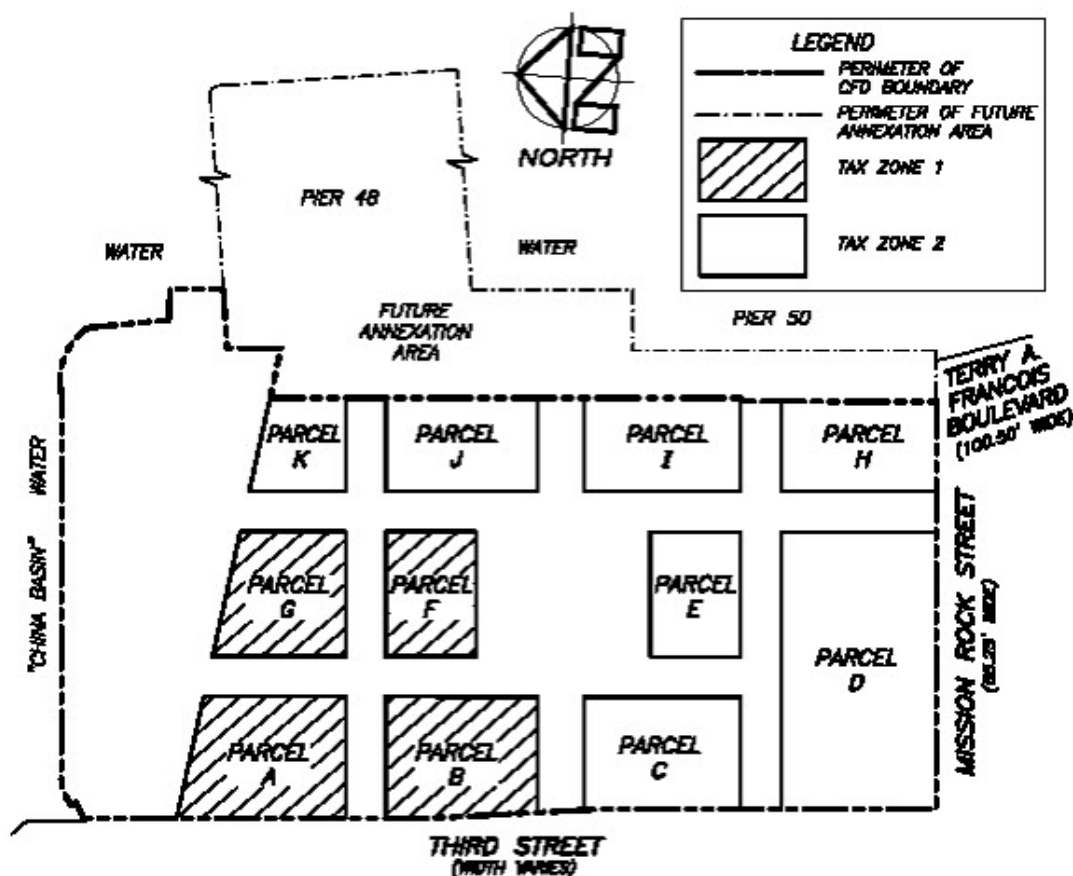 LEGEND
PERIMETER OF
CFD BOUNDARY
PERIMETER OF FUTURE
ANNEXATION AREA
TAX ZONE 1
TAX ZONE 2
NORTH
PIER 48
WATER
WATER
FUTURE
ANNEXATION
AREA
PIER 50
TERRY A.
FRANCOIS
BOULEVARD
(100.50' WIDE)
PARCEL
K
PARCEL
J
PARCEL
I
PARCEL
H
WATER
"CHINA BASIN"
PARCEL
G
PARCEL
F
PARCEL
E
PARCEL
D
MISSION ROCK STREET
WIDE)
PARCEL
A
PARCEL
B
PARCEL
C
THIRD STREET
(WIDTH VARIES)